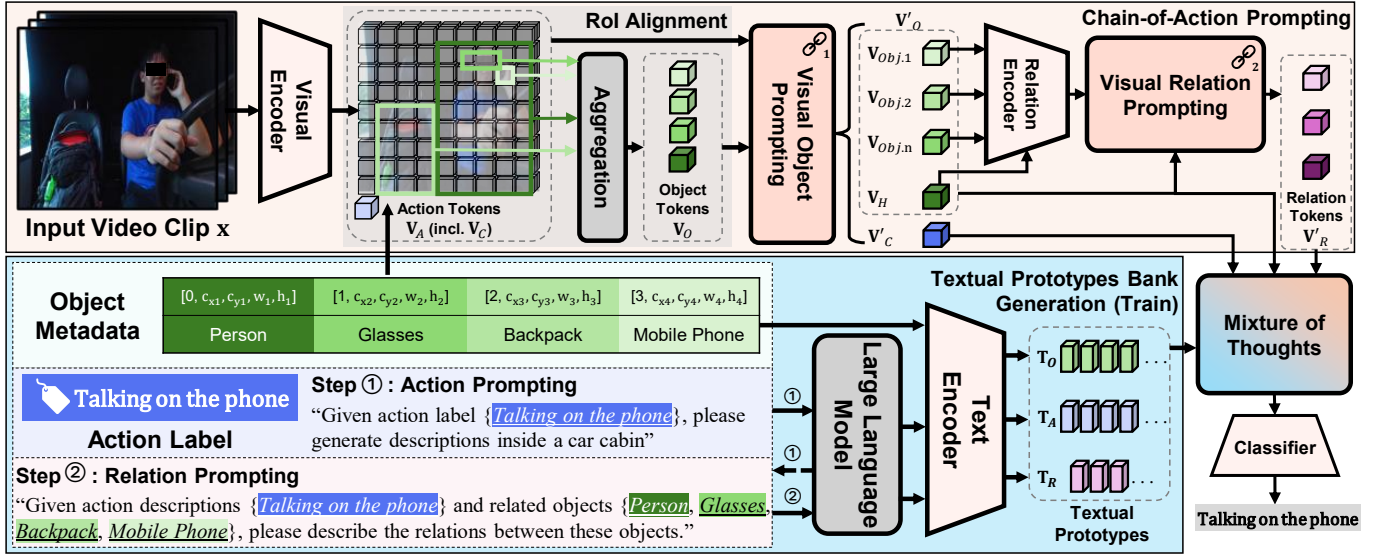 RoI Alignment
Chain-of-Action Prompting
Visual
Encoder
Input Video Clip x
Action Tokens
V_A (incl. V_C)
Aggregation
Object
Tokens
V_O
Visual Object
Prompting
1
V'_O
V_Obj.1
V_Obj.2
V_Obj.n
V_H
V'_C
Relation
Encoder
Visual Relation
Prompting
2
Relation
Tokens
V'_R
Object
Metadata
[0, c_x1, c_y1, w_1, h_1]
[1, c_x2, c_y2, w_2, h_2]
[2, c_x3, c_y3, w_3, h_3]
[3, c_x4, c_y4, w_4, h_4]
Person
Glasses
Backpack
Mobile Phone
Textual Prototypes Bank
Generation (Train)
Talking on the phone
Action Label
Step ①: Action Prompting
“Given action label {Talking on the phone}, please
generate descriptions inside a car cabin”
Step ②: Relation Prompting
“Given action descriptions {Talking on the phone} and related objects {Person, Glasses,
Backpack, Mobile Phone}, please describe the relations between these objects.”
①
①
②
Large Language
Model
Text
Encoder
T_O
...
T_A
...
T_R
...
Textual
Prototypes
Mixture of
Thoughts
Classifier
Talking on the phone